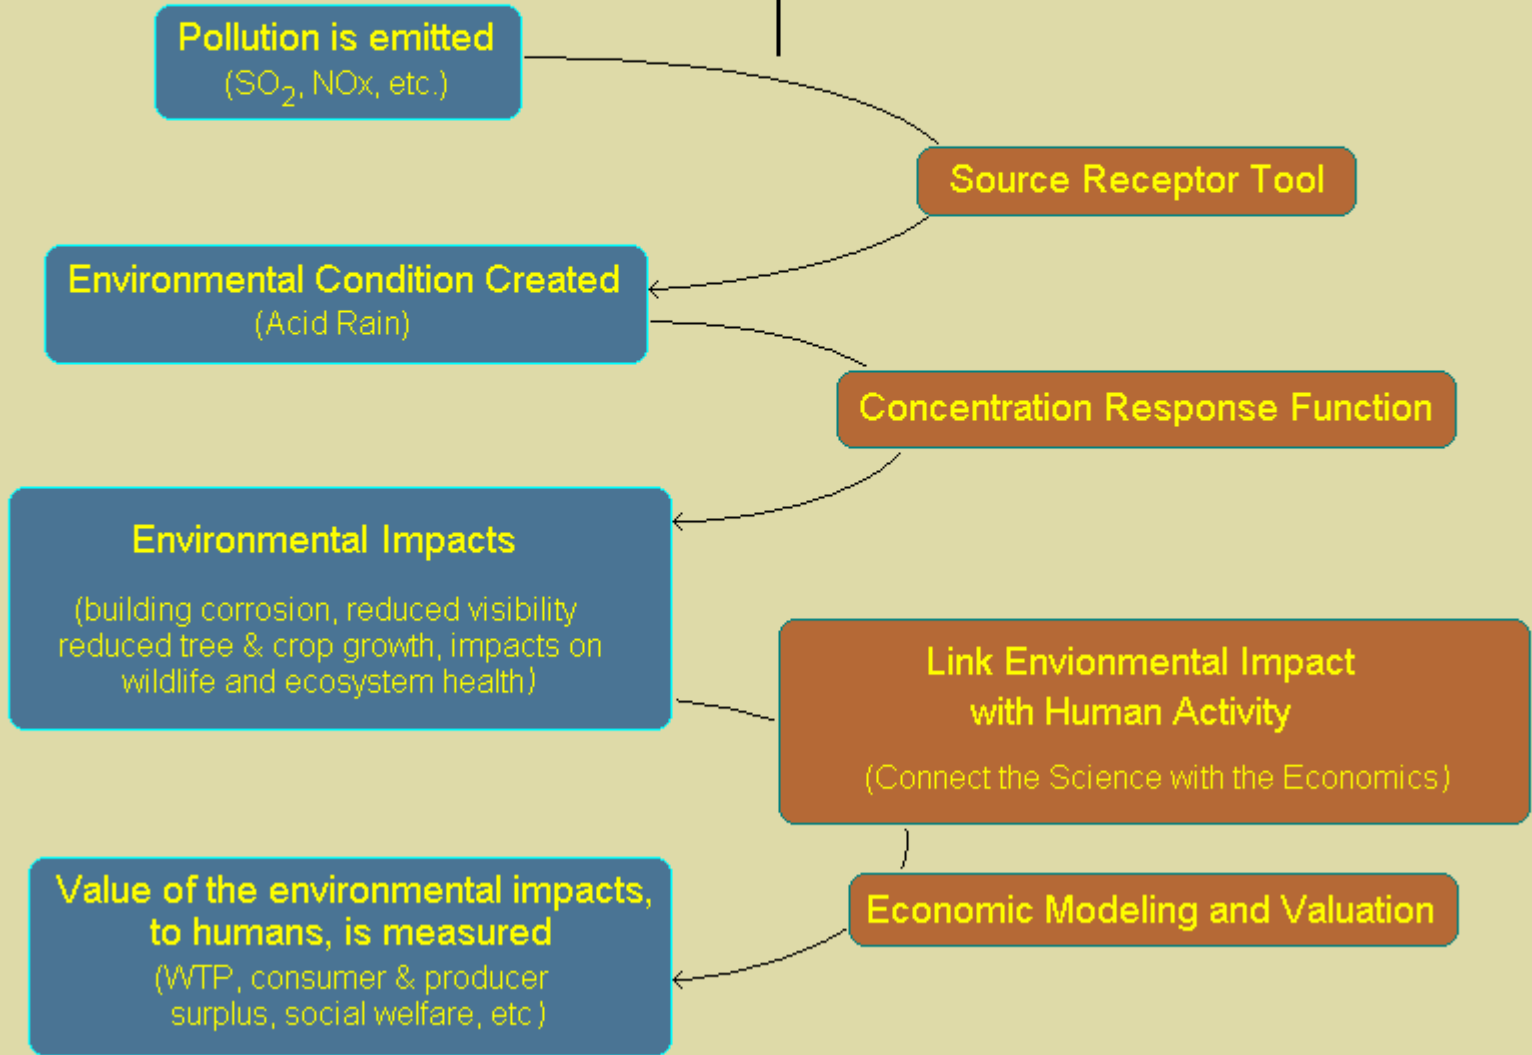 Pollution is emitted
(SO₂, NOx, etc.)
Source Receptor Tool
Environmental Condition Created
(Acid Rain)
Concentration Response Function
Environmental Impacts
(building corrosion, reduced visibility
reduced tree & crop growth, impacts on
wildlife and ecosystem health)
Link Envionmental Impact
with Human Activity
(Connect the Science with the Economics)
Economic Modeling and Valuation
Value of the environmental impacts,
to humans, is measured
(WTP, consumer & producer
surplus, social welfare, etc)